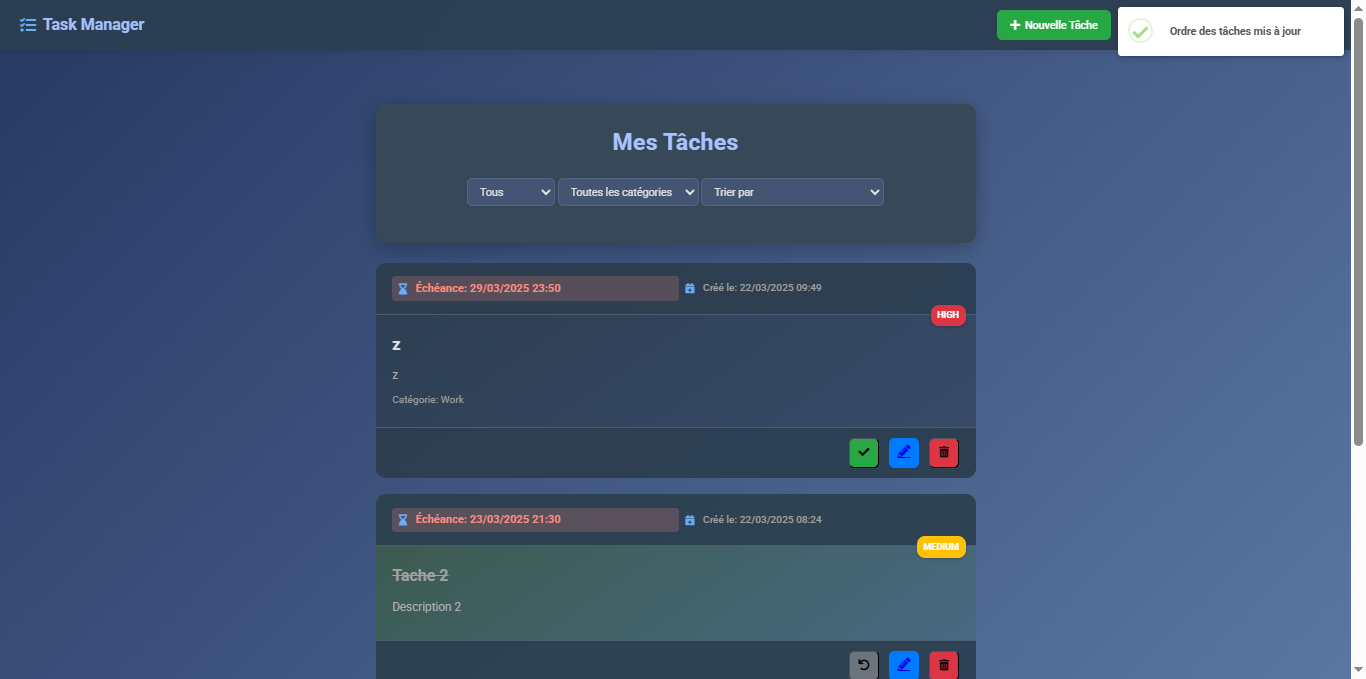 Task Manager
Nouvelle Tâche
Ordre des tâches mis à jour
Mes Tâches
Tous
Toutes les catégories
Trier par
Échéance: 29/03/2025 23:50
Créé le: 22/03/2025 09:49
HIGH
z
z
Catégorie: Work
Échéance: 23/03/2025 21:30
Créé le: 22/03/2025 08:24
MEDIUM
Tache 2
Description 2